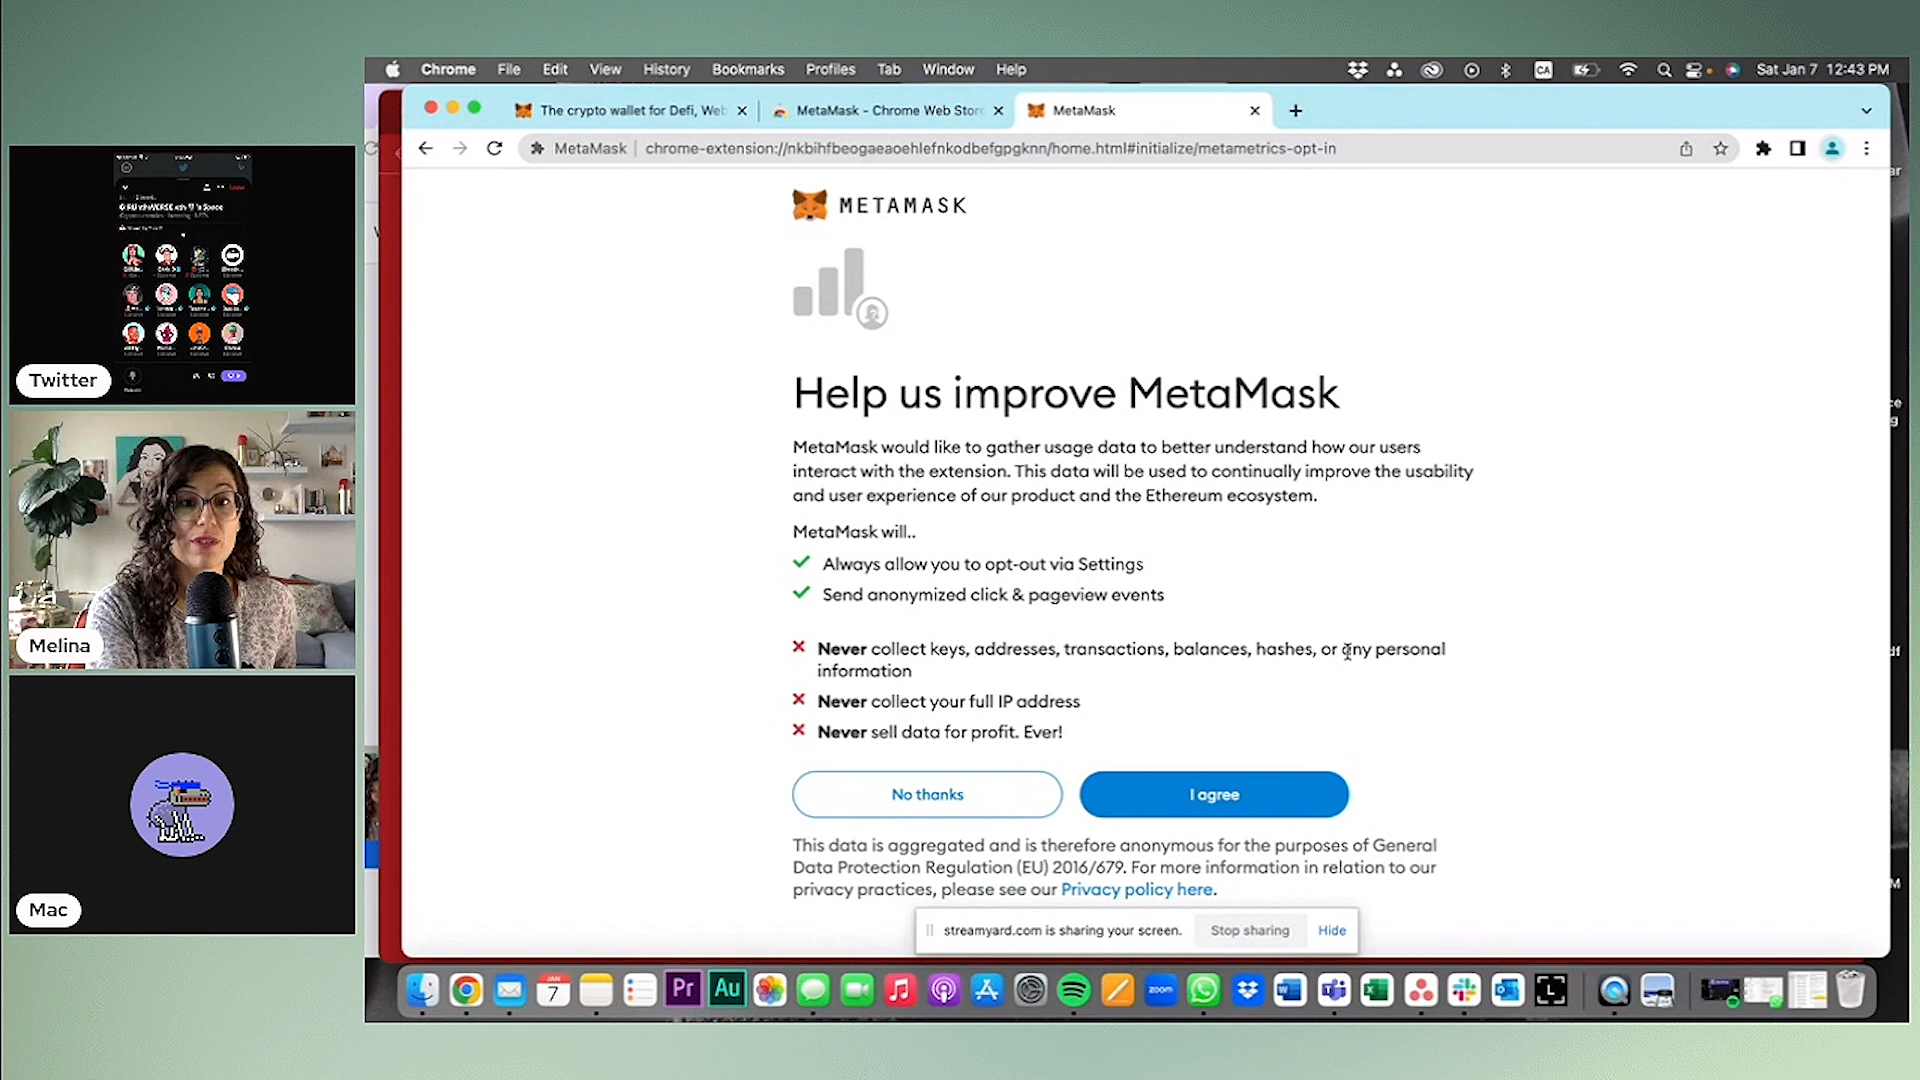 Chrome File Edit View History Bookmarks Profiles Tab Window Help
CA
Sat Jan 7 12:43 PM
The crypto wallet for Defi, Web
MetaMask - Chrome Web Store
MetaMask
MetaMask
chrome-extension://nkbihfbeogaeaoehlefnkodbefgpgknn/home.html#initialize/metametrics-opt-in
METAMASK
Help us improve MetaMask
MetaMask would like to gather usage data to better understand how our users
interact with the extension. This data will be used to continually improve the usability
and user experience of our product and the Ethereum ecosystem.
MetaMask will..
Always allow you to opt-out via Settings
Send anonymized click & pageview events
Never collect keys, addresses, transactions, balances, hashes, or any personal
information
Never collect your full IP address
Never sell data for profit. Ever!
No thanks
I agree
This data is aggregated and is therefore anonymous for the purposes of General
Data Protection Regulation (EU) 2016/679. For more information in relation to our
privacy practices, please see our Privacy policy here.
streamyard.com is sharing your screen.
Stop sharing
Hide
Twitter
Melina
Mac
JAN
7
Pr
Au
zoom